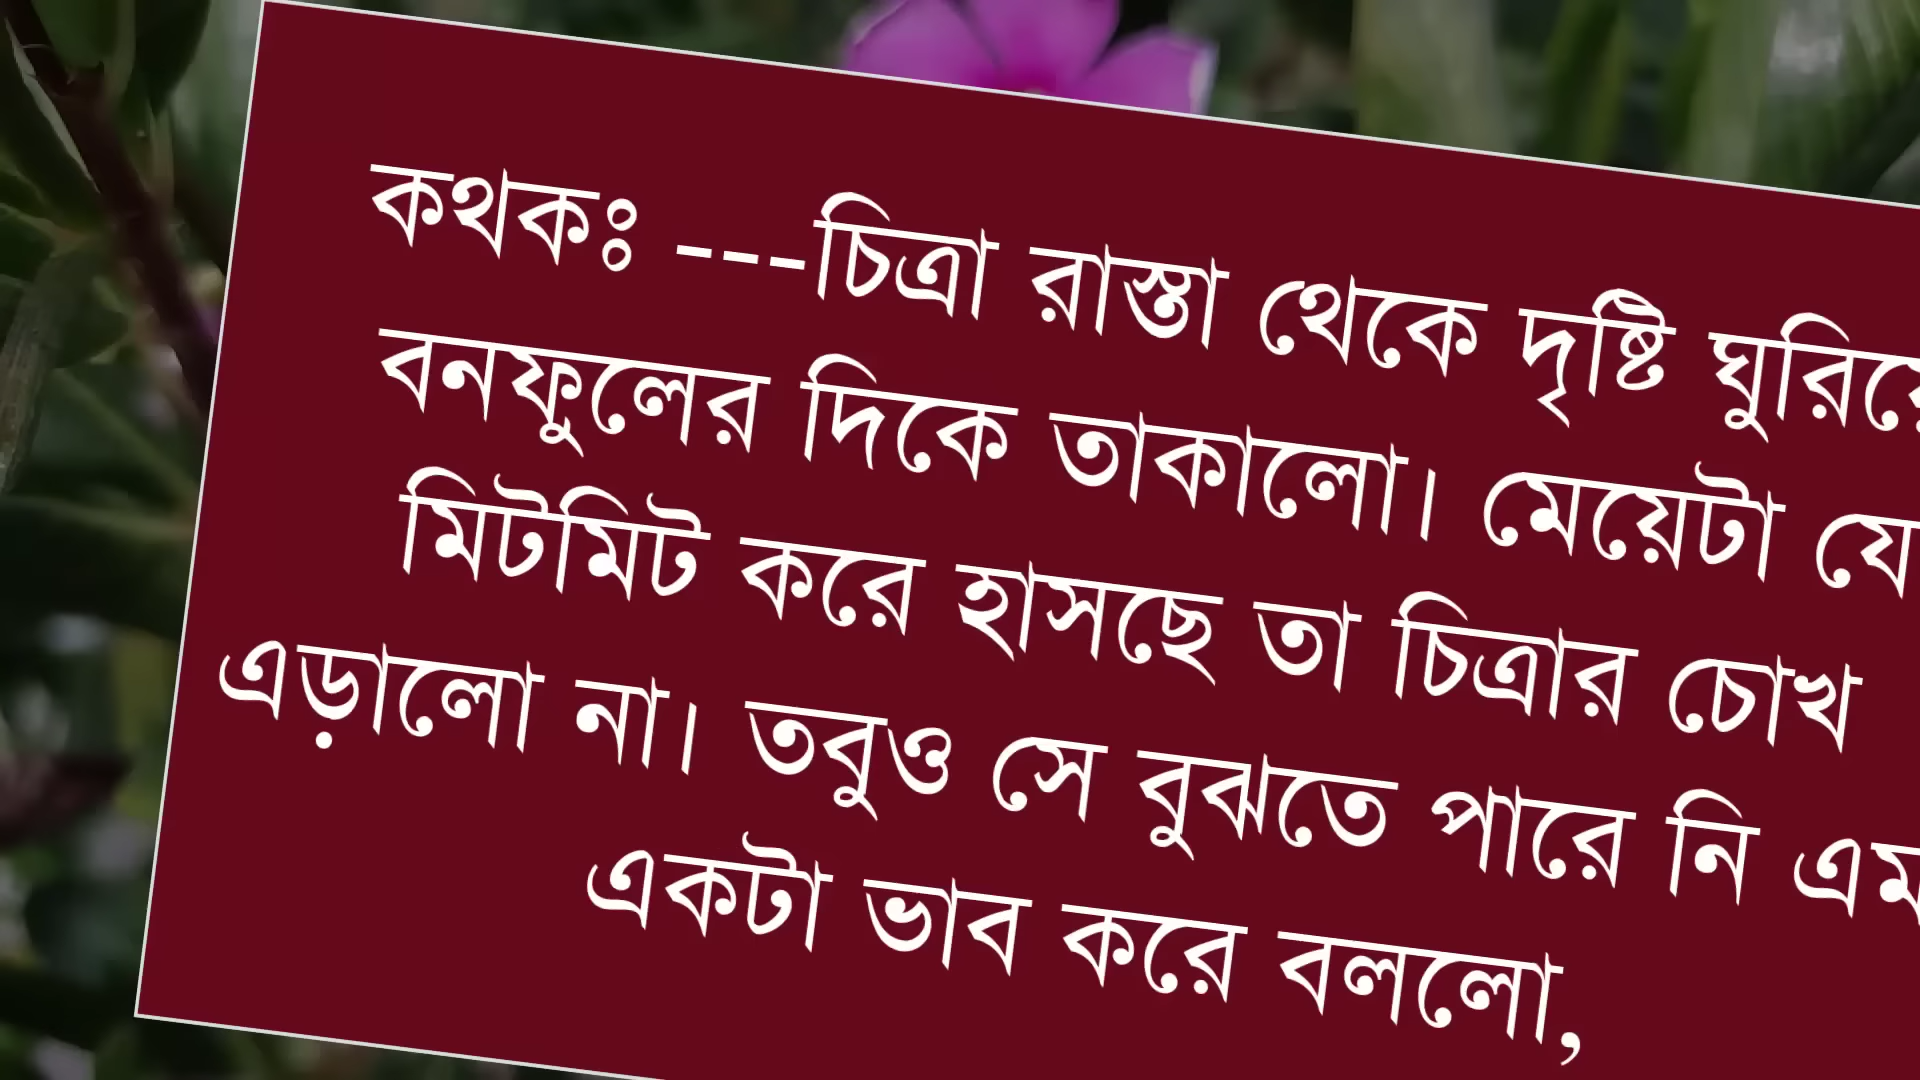 কথকঃ ---চিত্রা রাস্তা থেকে দৃষ্টি ঘুরিয়ে
বনফুলের দিকে তাকালো। মেয়েটা যে
মিটমিট করে হাসছে তা চিত্রার চোখ
এড়ালো না। তবুও সে বুঝতে পারে নি
একটা ভাব করে বললো,